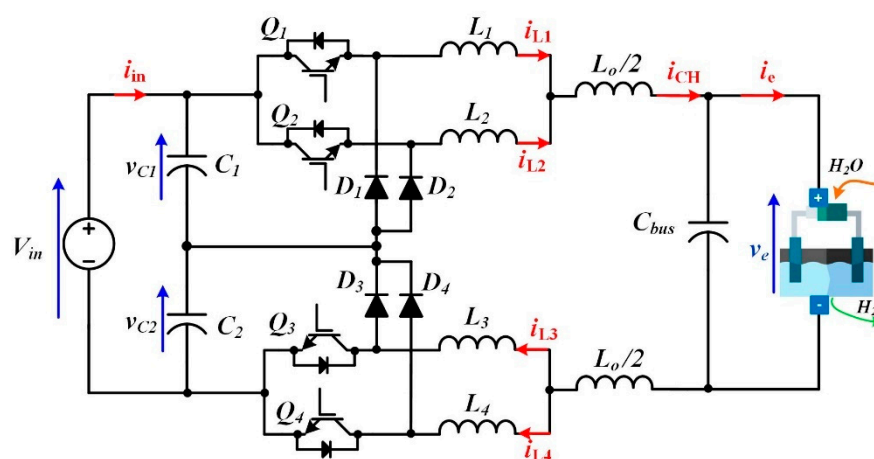 Q1
L1
iL1
Lo/2
iCH
ie
iin
Q2
L2
iL2
vC1
C1
D1
D2
H2O
+
Vin
+
−
Cbus
ve
D3
D4
-
H2
vC2
C2
Q3
L3
iL3
Lo/2
Q4
L4
iL4